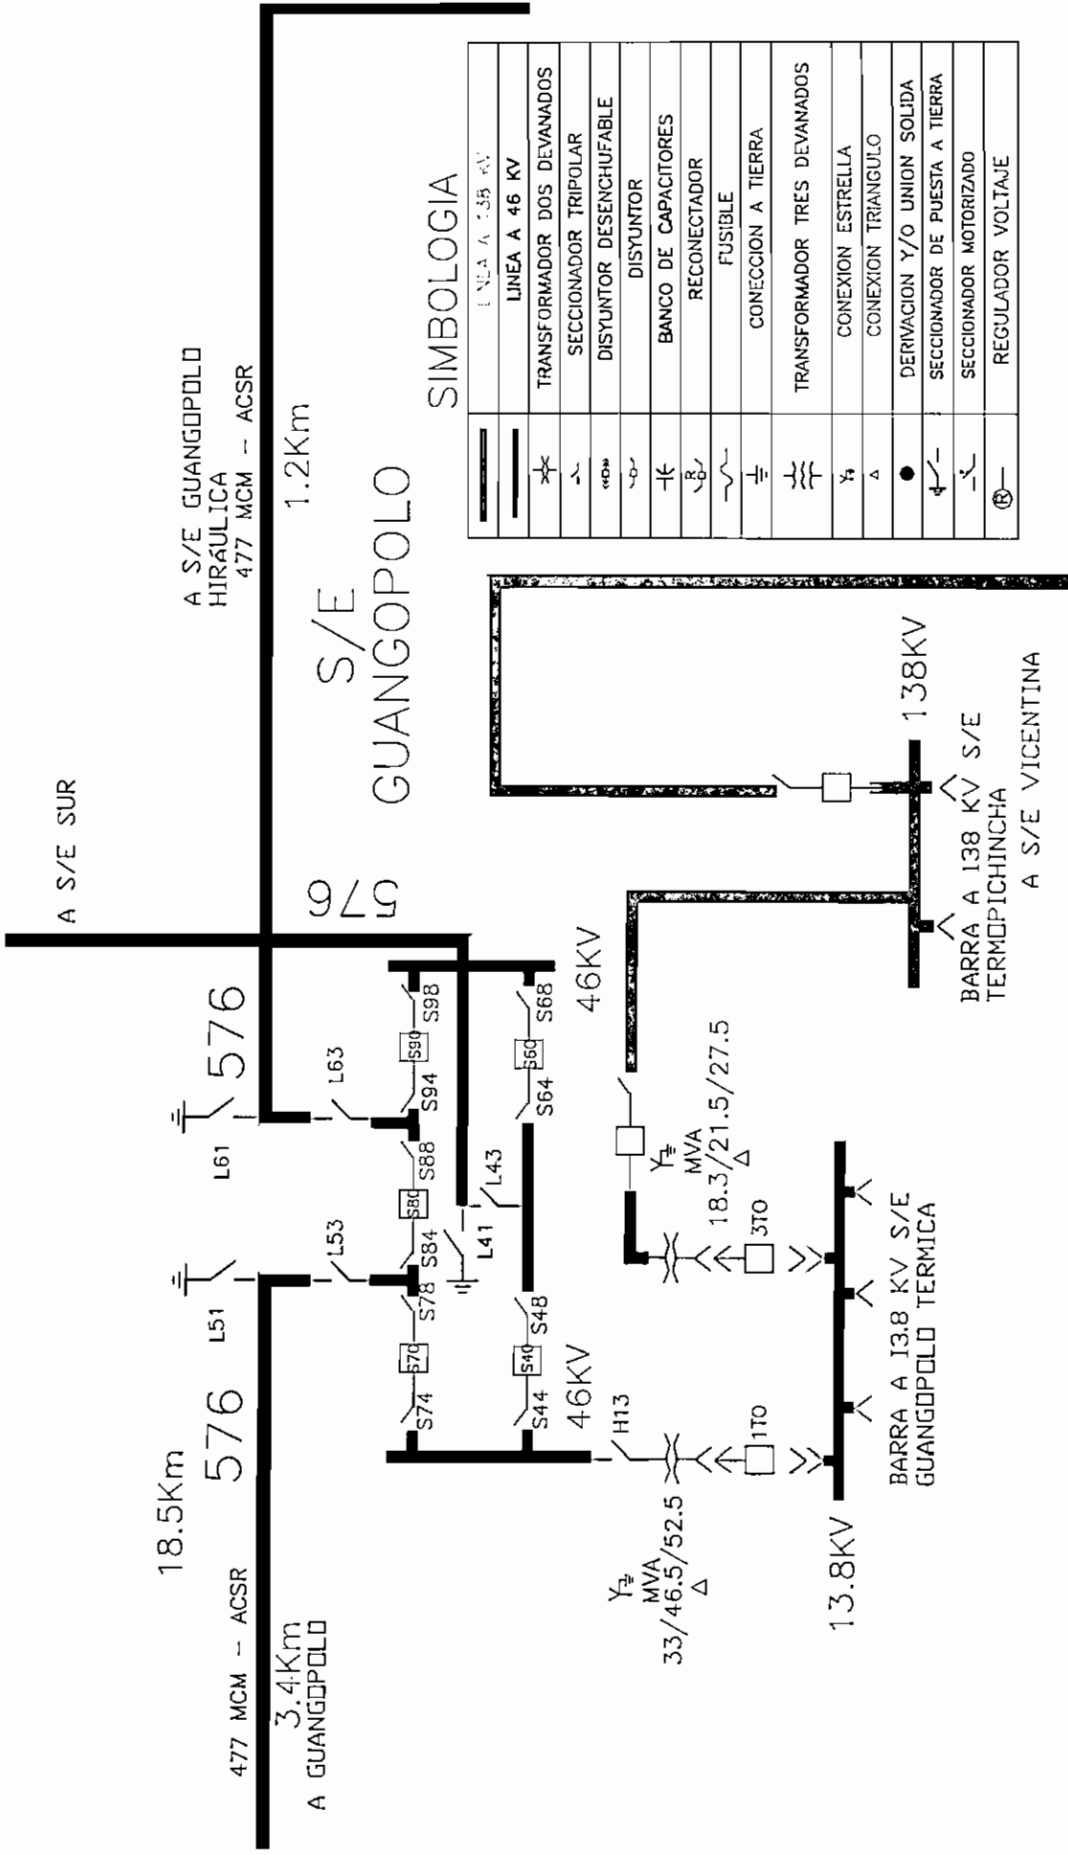 A S/E SUR
A S/E GUANGOPOLO
HIRAULICA
477 MCM - ACSR
1.2Km
S/E
GUANGOPOLO
576
576
18.5Km
576
477 MCM - ACSR
3.4Km
A GUANGOPOLO
L61
L63
L51
L53
S98
S90
S94
S88
S80
S84
S78
S70
S74
L43
L41
S68
S60
S64
S48
S40
S44
46KV
46KV
H13
MVA
33/46.5/52.5
1TO
MVA
18.3/21.5/27.5
3TO
13.8KV
BARRA A 13.8 KV S/E
GUANGOPOLO TERMICA
138KV
BARRA A 138 KV S/E
TERMOPICHINCHA
A S/E VICENTINA
SIMBOLOGIA
LINEA A 138 KV
LINEA A 46 KV
TRANSFORMADOR DOS DEVANADOS
SECCIONADOR TRIPOLAR
DISYUNTOR DESENCHUFABLE
DISYUNTOR
BANCO DE CAPACITORES
R RECONECTADOR
FUSIBLE
CONECCION A TIERRA
TRANSFORMADOR TRES DEVANADOS
CONEXION ESTRELLA
CONEXION TRIANGULO
DERIVACION Y/O UNION SOLIDA
SECCIONADOR DE PUESTA A TIERRA
SECCIONADOR MOTORIZADO
R REGULADOR VOLTAJE